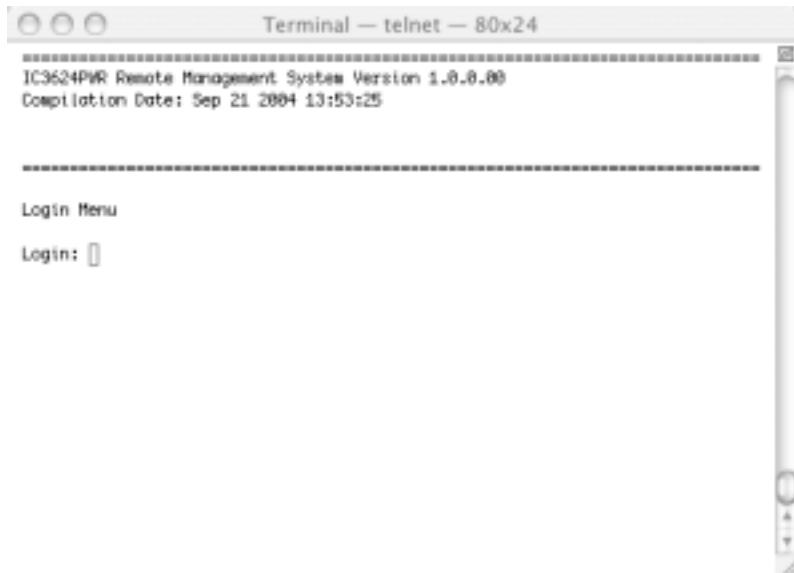 Terminal — telnet — 80x24
IC3624PWR Remote Management System Version 1.0.0.00
Compilation Date: Sep 21 2004 13:53:25
Login Menu
Login: